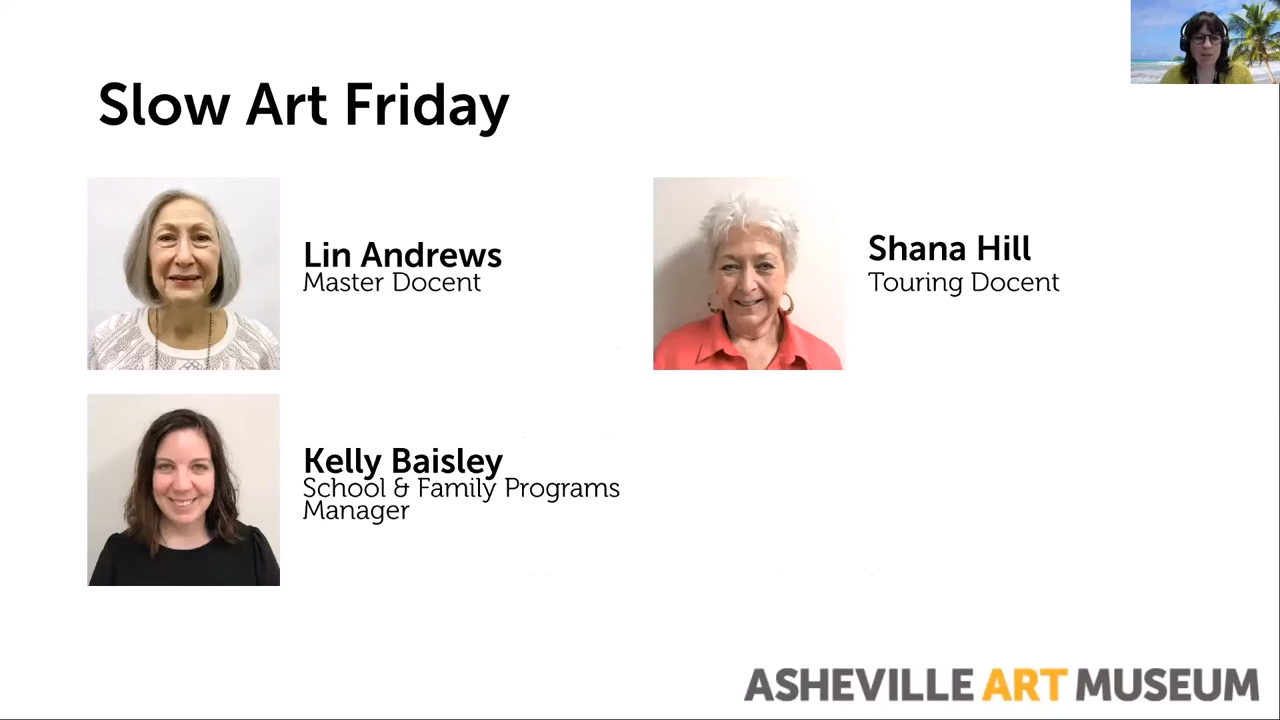 Slow Art Friday
Lin Andrews
Master Docent
Shana Hill
Touring Docent
Kelly Baisley
School & Family Programs
Manager
ASHEVILLE ART MUSEUM